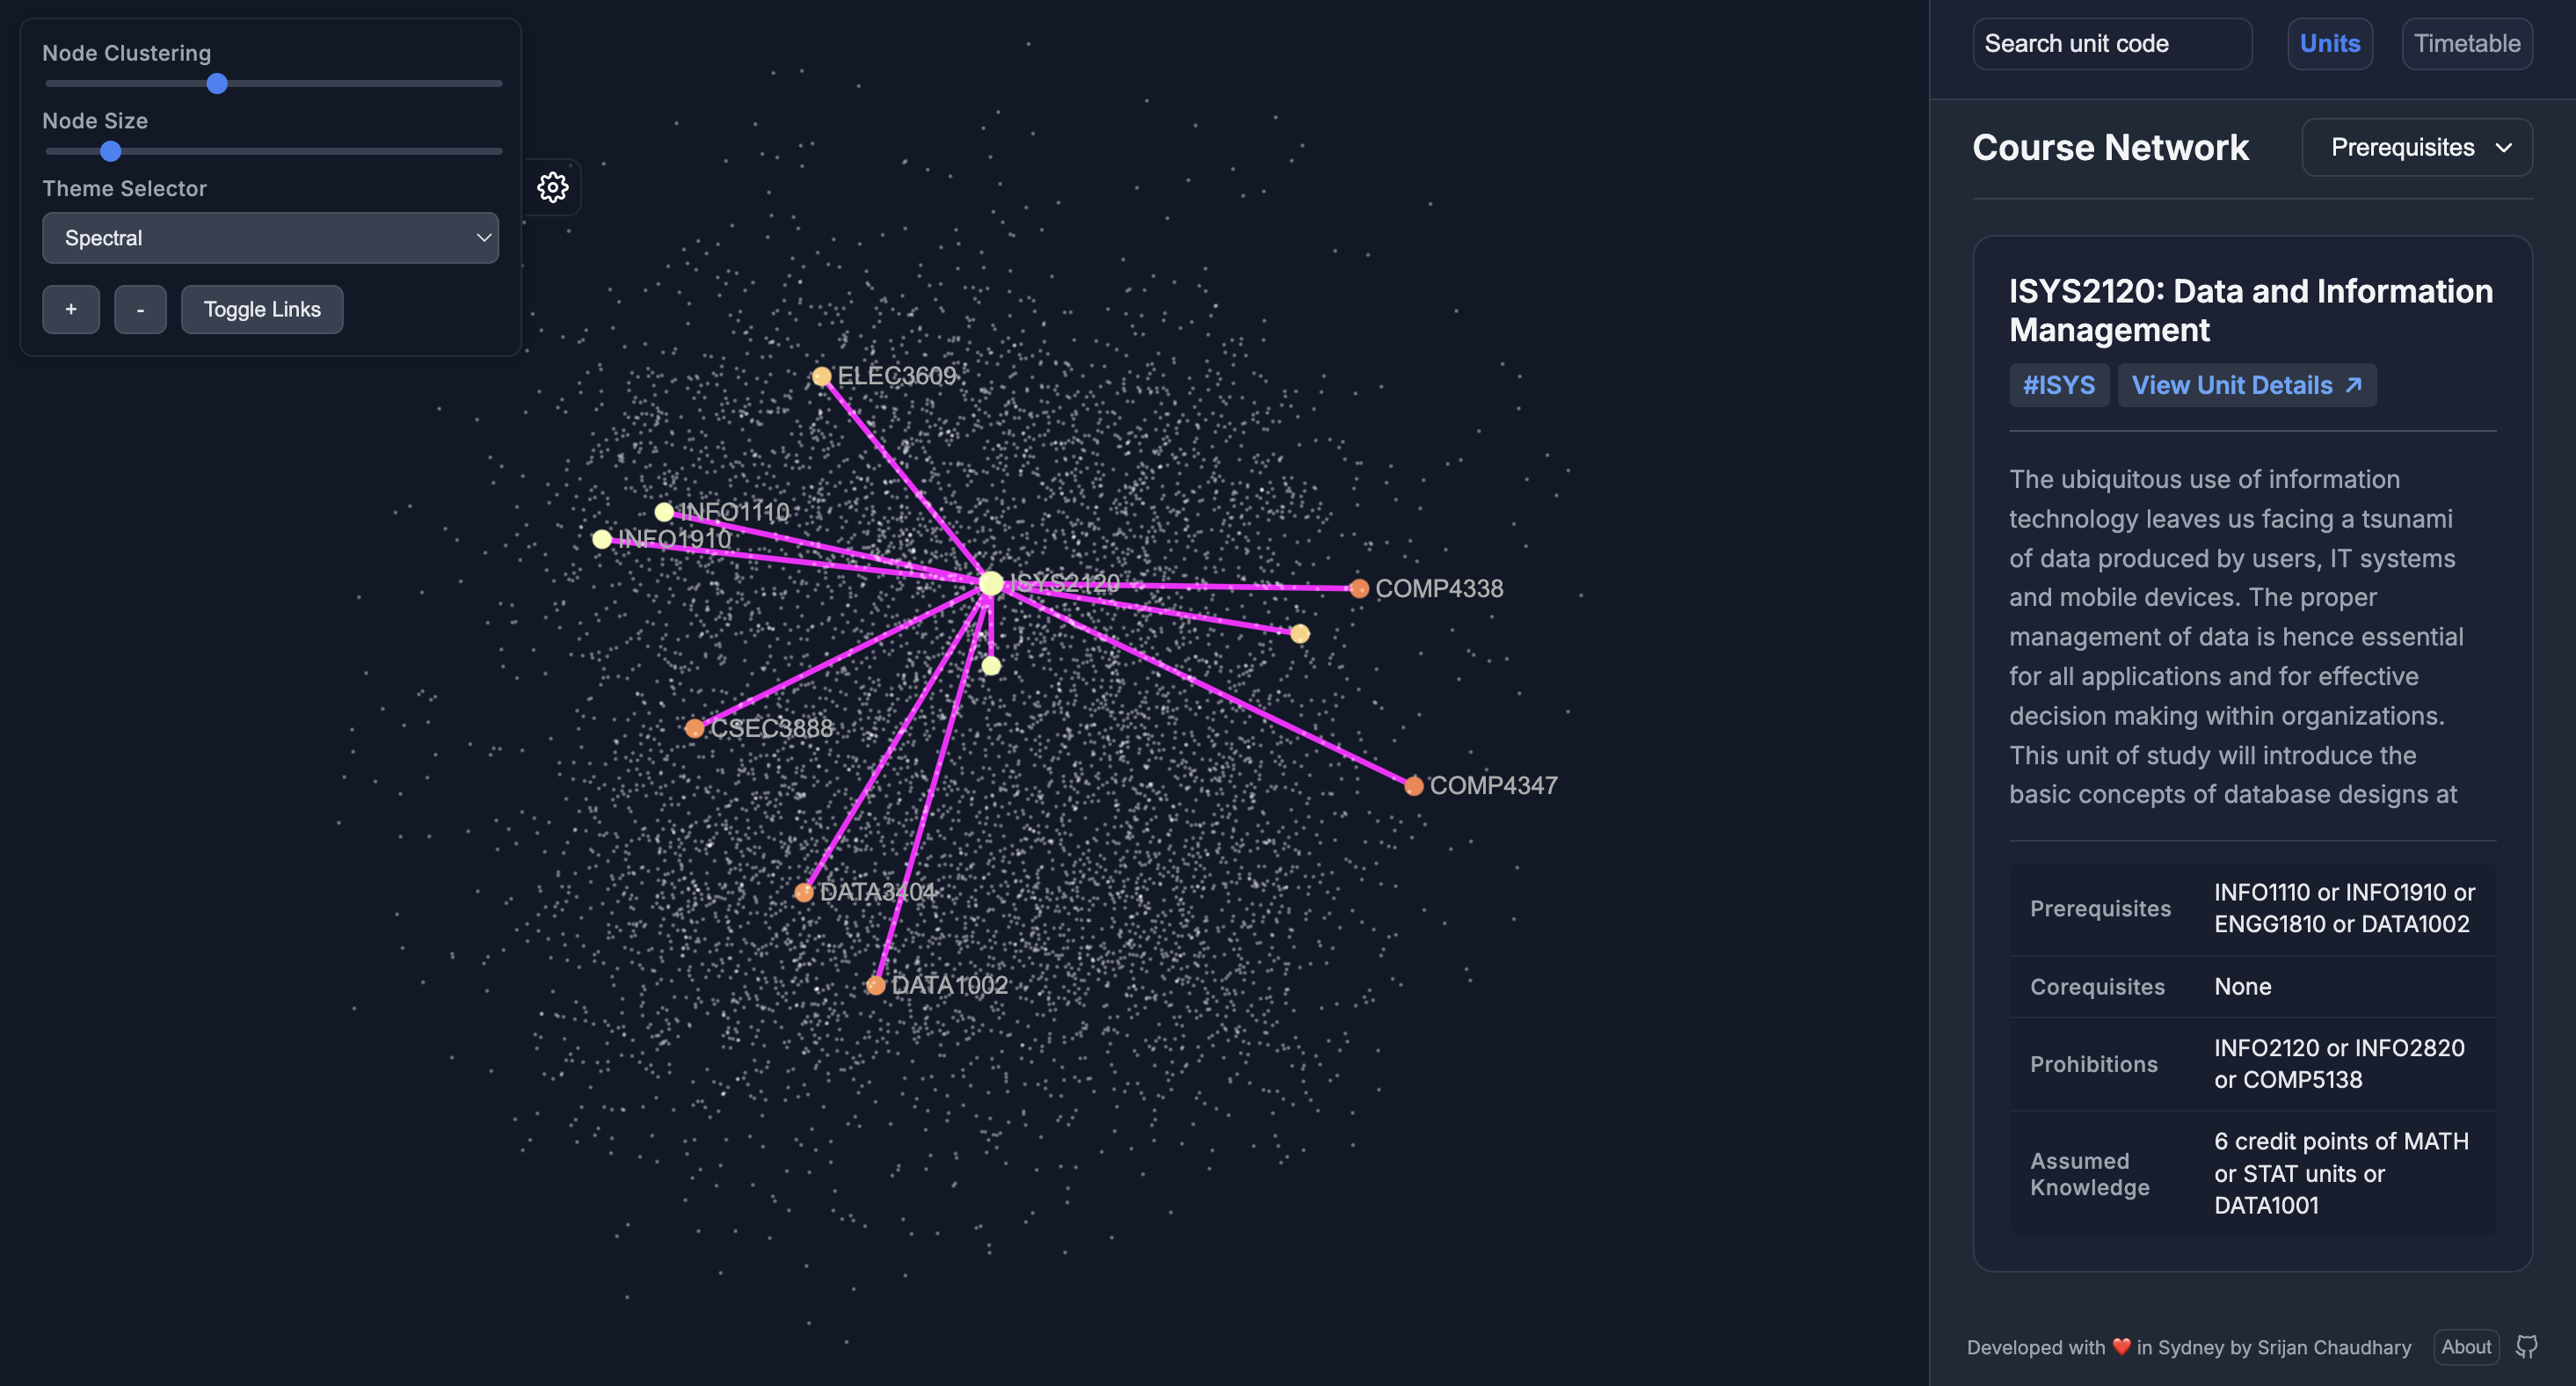 Node Clustering
Node Size
Theme Selector
Spectral
+
-
Toggle Links
ELEC3609
INFO1110
INFO1910
ISYS2120
COMP4338
CSEC3888
COMP4347
DATA3404
DATA1002
Search unit code
Units
Timetable
Course Network
Prerequisites
ISYS2120: Data and Information
Management
#ISYS
View Unit Details ↗
The ubiquitous use of information
technology leaves us facing a tsunami
of data produced by users, IT systems
and mobile devices. The proper
management of data is hence essential
for all applications and for effective
decision making within organizations.
This unit of study will introduce the
basic concepts of database designs at
Prerequisites
INFO1110 or INFO1910 or
ENGG1810 or DATA1002
Corequisites
None
Prohibitions
INFO2120 or INFO2820
or COMP5138
Assumed
Knowledge
6 credit points of MATH
or STAT units or
DATA1001
Developed with ❤️ in Sydney by Srijan Chaudhary
About